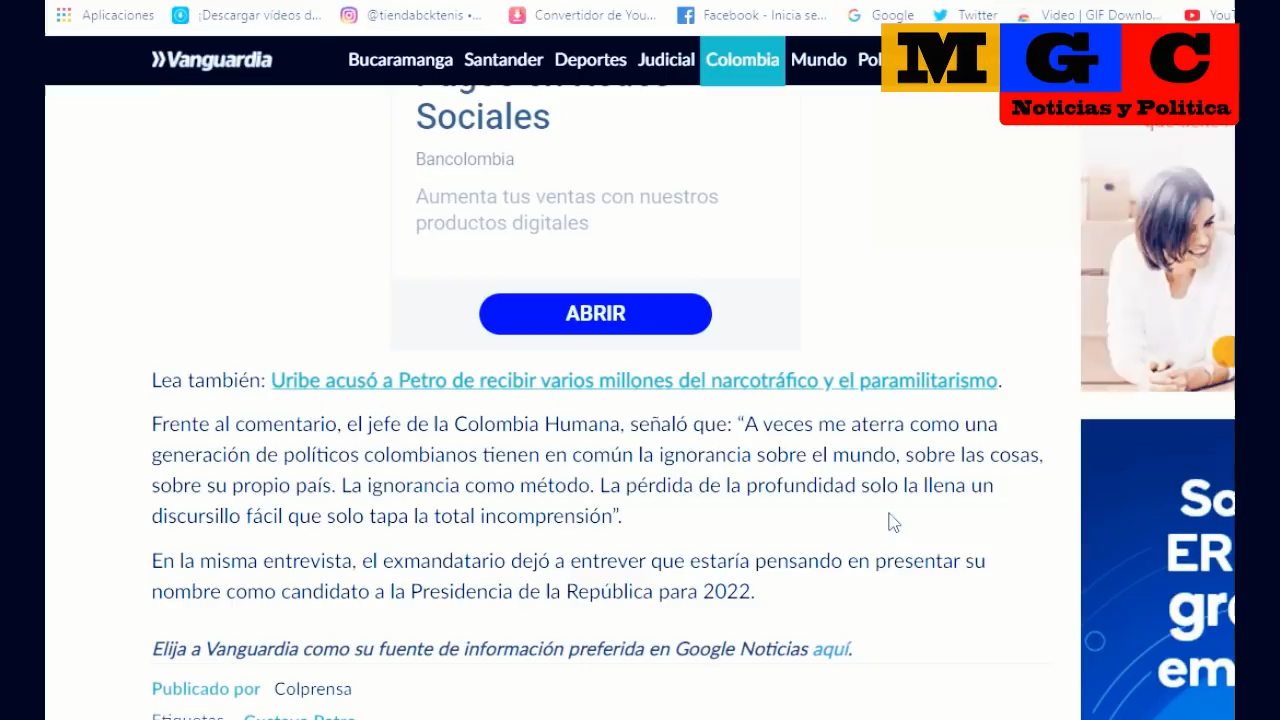 Aplicaciones ¡Descargar vídeos d... @tiendabcktenis •... Convertidor de You... Facebook - Inicia se... Google Twitter Video | GIF Downlo... YouT
Vanguardia Bucaramanga Santander Deportes Judicial Colombia Mundo Pol
M G C
Noticias y Politica
Sociales
Bancolombia
Aumenta tus ventas con nuestros
productos digitales
ABRIR
Lea también: Uribe acusó a Petro de recibir varios millones del narcotráfico y el paramilitarismo.
Frente al comentario, el jefe de la Colombia Humana, señaló que: “A veces me aterra como una
generación de políticos colombianos tienen en común la ignorancia sobre el mundo, sobre las cosas,
sobre su propio país. La ignorancia como método. La pérdida de la profundidad solo la llena un
discursillo fácil que solo tapa la total incomprensión”.
En la misma entrevista, el exmandatario dejó a entrever que estaría pensando en presentar su
nombre como candidato a la Presidencia de la República para 2022.
Elija a Vanguardia como su fuente de información preferida en Google Noticias aquí.
Publicado por Colprensa
Etiquetas Gustavo Petro
So
ER
gr
em